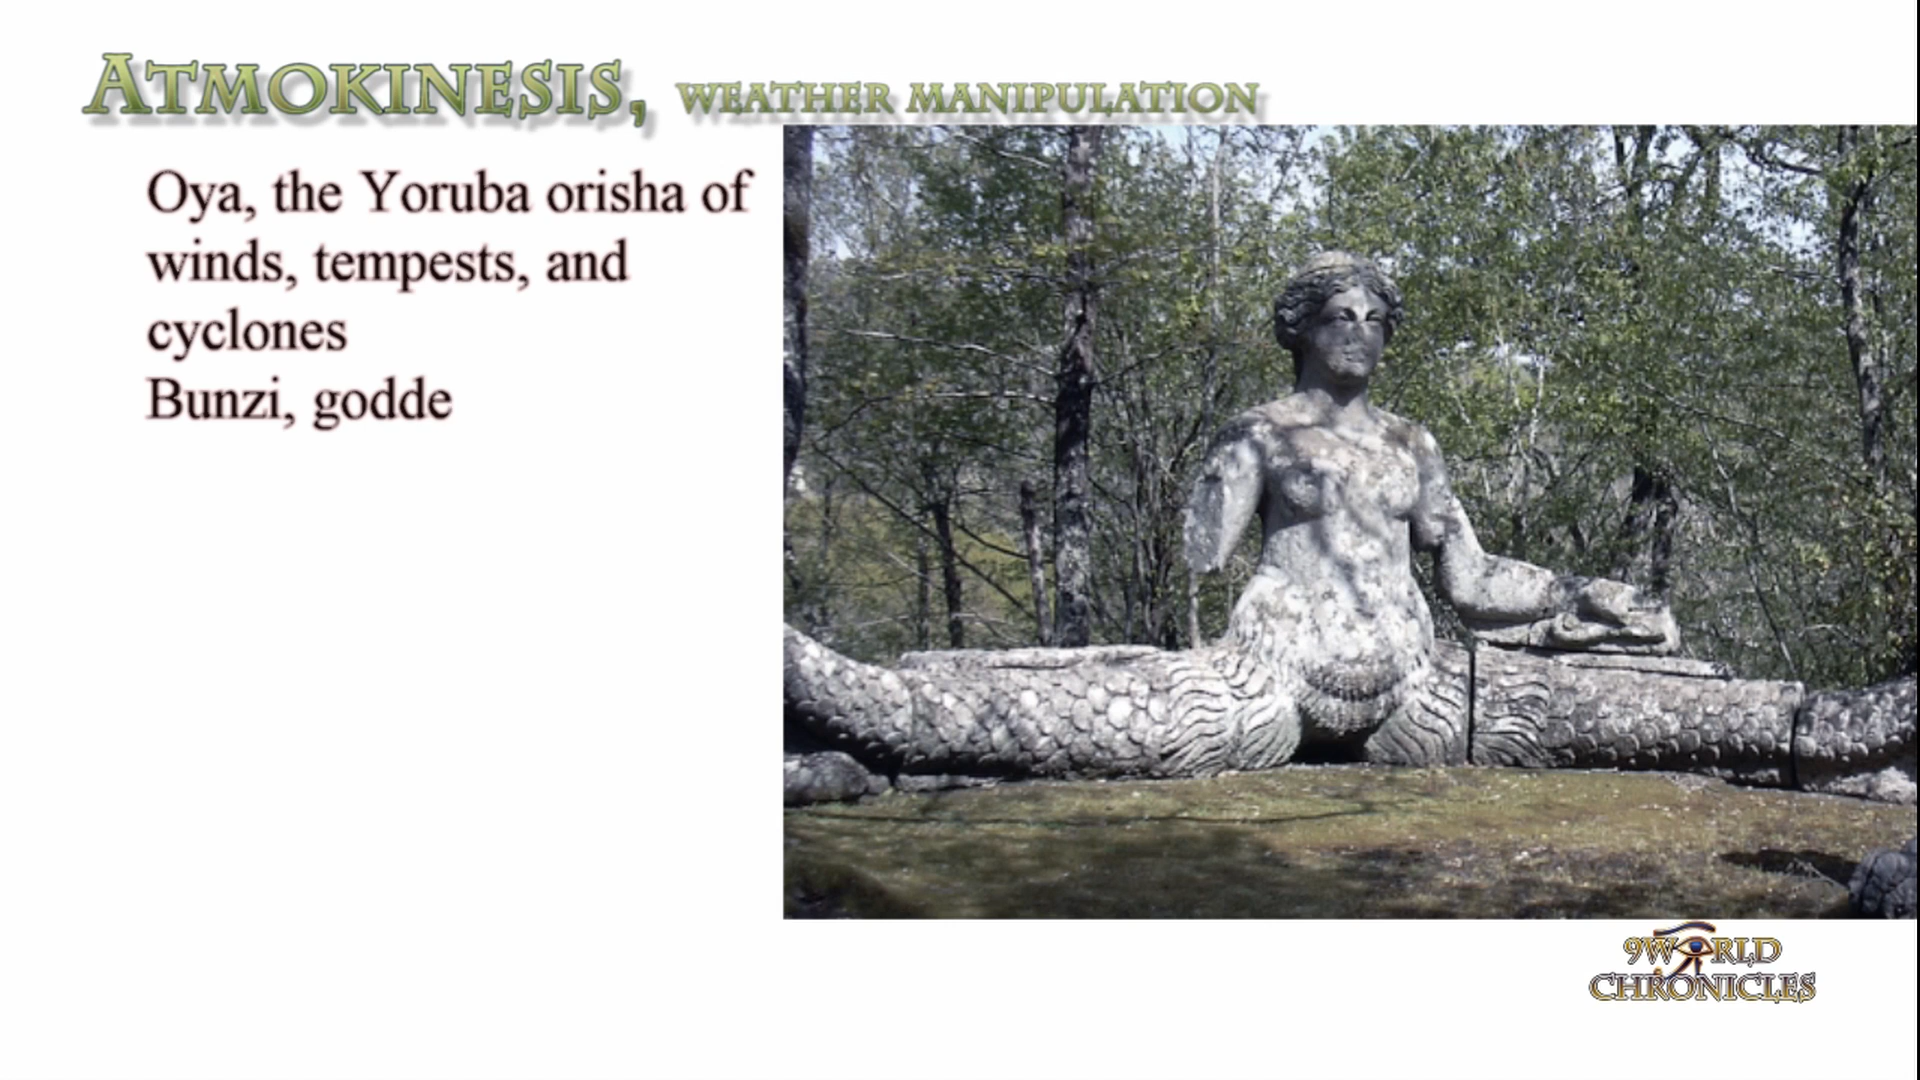 ATMOKINESIS, WEATHER MANIPULATION
Oya, the Yoruba orisha of
winds, tempests, and
cyclones
Bunzi, godde
9WORLD
CHRONICLES